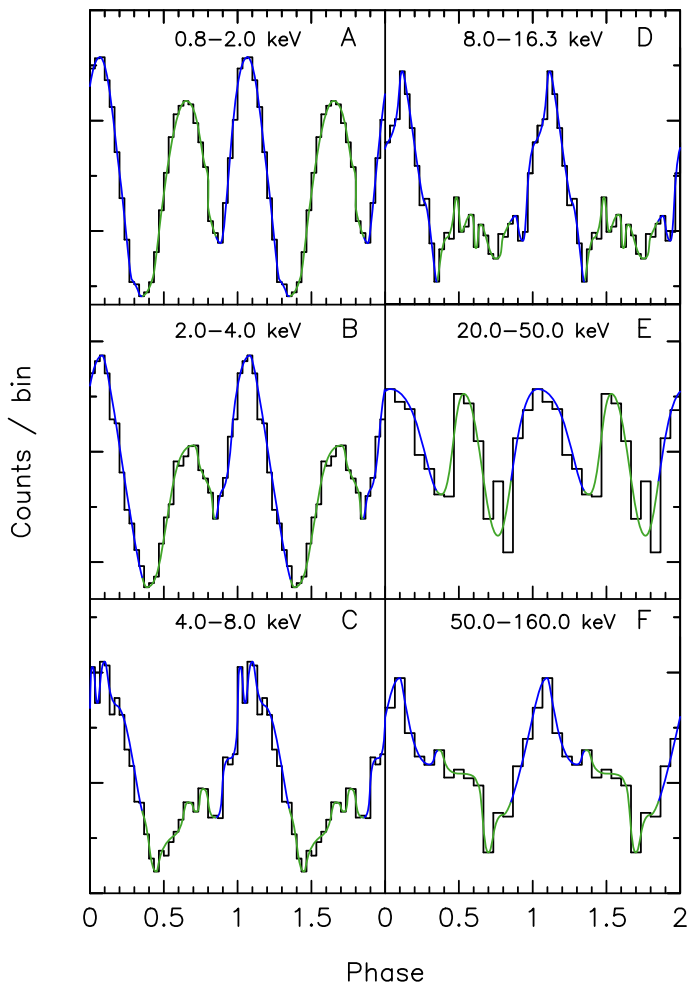 0.8−2.0 keV A
8.0−16.3 keV D
2.0−4.0 keV B
20.0−50.0 keV E
4.0−8.0 keV C
50.0−160.0 keV F
Counts / bin
0 0.5 1 1.5 0 0.5 1 1.5 2
Phase